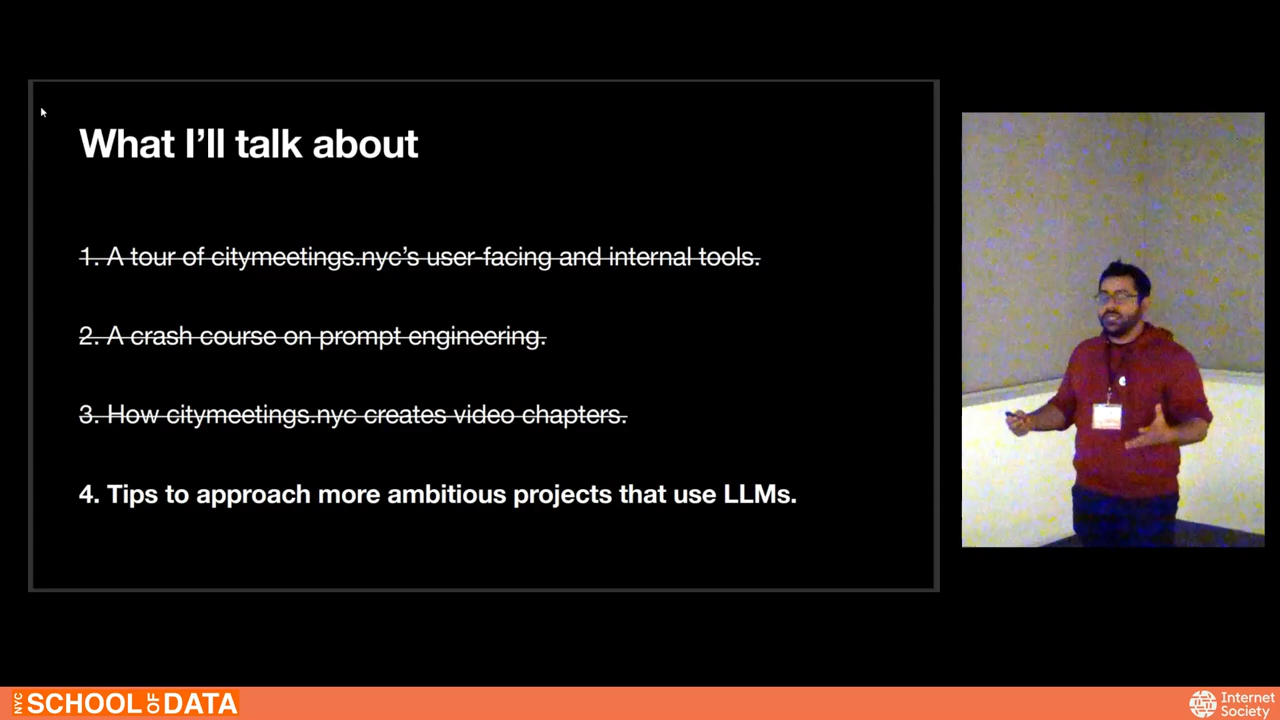 What I’ll talk about
1. A tour of citymeetings.nyc’s user-facing and internal tools.
2. A crash course on prompt engineering.
3. How citymeetings.nyc creates video chapters.
4. Tips to approach more ambitious projects that use LLMs.
NYC SCHOOL OF DATA
Internet
Society